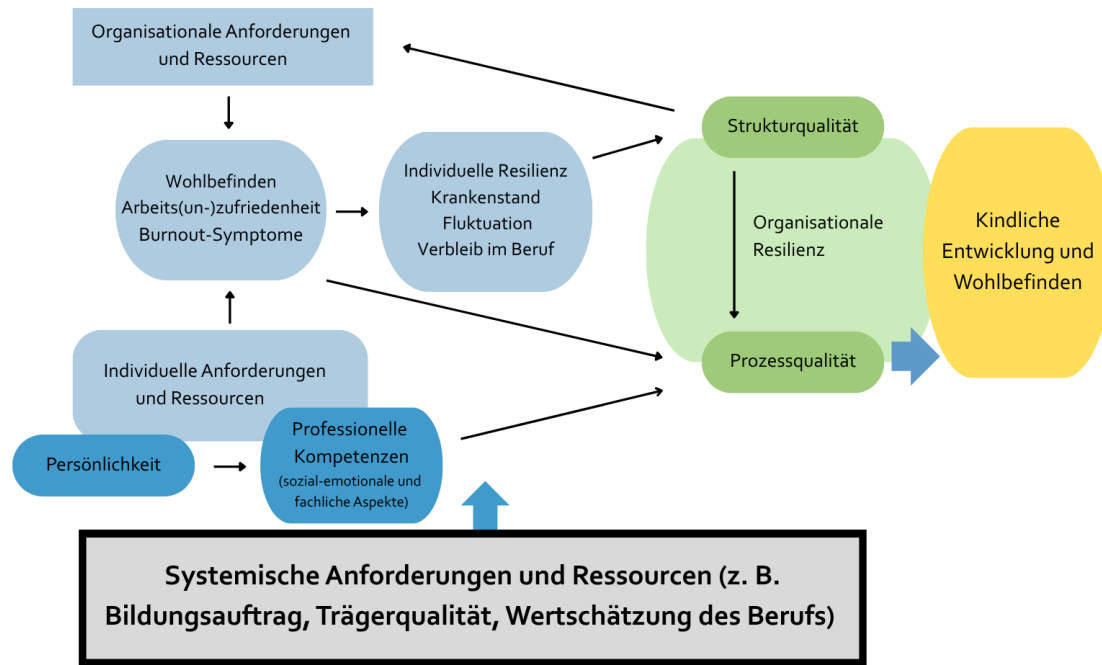 Organisationale Anforderungen
und Ressourcen
Strukturqualität
Wohlbefinden
Arbeits(un-)zufriedenheit
Burnout-Symptome
Individuelle Resilienz
Krankenstand
Fluktuation
Verbleib im Beruf
Organisationale
Resilienz
Kindliche
Entwicklung und
Wohlbefinden
Individuelle Anforderungen
und Ressourcen
Prozessqualität
Persönlichkeit
Professionelle
Kompetenzen
(sozial-emotionale und
fachliche Aspekte)
Systemische Anforderungen und Ressourcen (z. B.
Bildungsauftrag, Trägerqualität, Wertschätzung des Berufs)